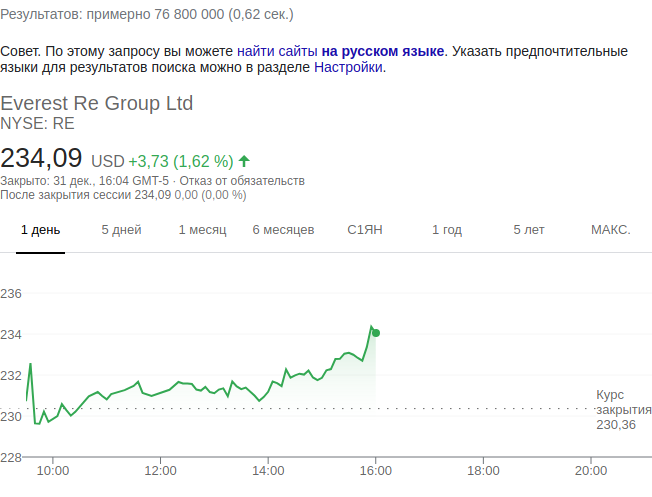 Результатов: примерно 76 800 000 (0,62 сек.)
Совет. По этому запросу вы можете найти сайты на русском языке. Указать предпочтительные
языки для результатов поиска можно в разделе Настройки.
Everest Re Group Ltd
NYSE: RE
234,09 USD +3,73 (1,62 %)
Закрыто: 31 дек., 16:04 GMT-5 · Отказ от обязательств
После закрытия сессии 234,09 0,00 (0,00 %)
1 день 5 дней 1 месяц 6 месяцев С1ЯН 1 год 5 лет МАКС.
236
234
232
230
228
Курс
закрытия
230,36
10:00 12:00 14:00 16:00 18:00 20:00